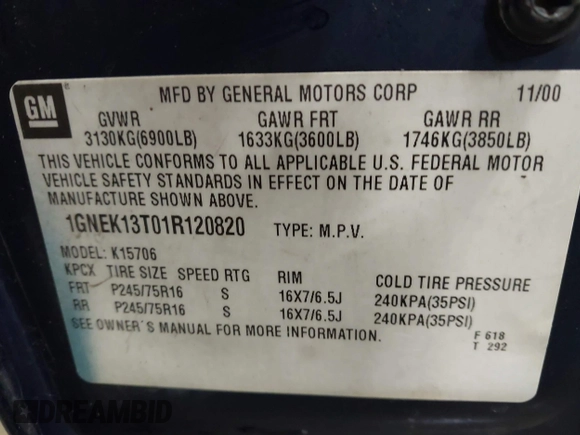 GM
MFD BY GENERAL MOTORS CORP 11/00
GVWR GAWR FRT GAWR RR
3130KG(6900LB) 1633KG(3600LB) 1746KG(3850LB)
THIS VEHICLE CONFORMS TO ALL APPLICABLE U.S. FEDERAL MOTOR
VEHICLE SAFETY STANDARDS IN EFFECT ON THE DATE OF
MANUFACTURE SHOWN ABOVE.
1GNEK13T01R120820 TYPE: M.P.V.
MODEL: K15706
KPCX TIRE SIZE SPEED RTG RIM COLD TIRE PRESSURE
FRT P245/75R16 S 16X7/6.5J 240KPA(35PSI)
RR P245/75R16 S 16X7/6.5J 240KPA(35PSI)
SEE OWNER'S MANUAL FOR MORE INFORMATION.
F 618
T 292
DREAMBID